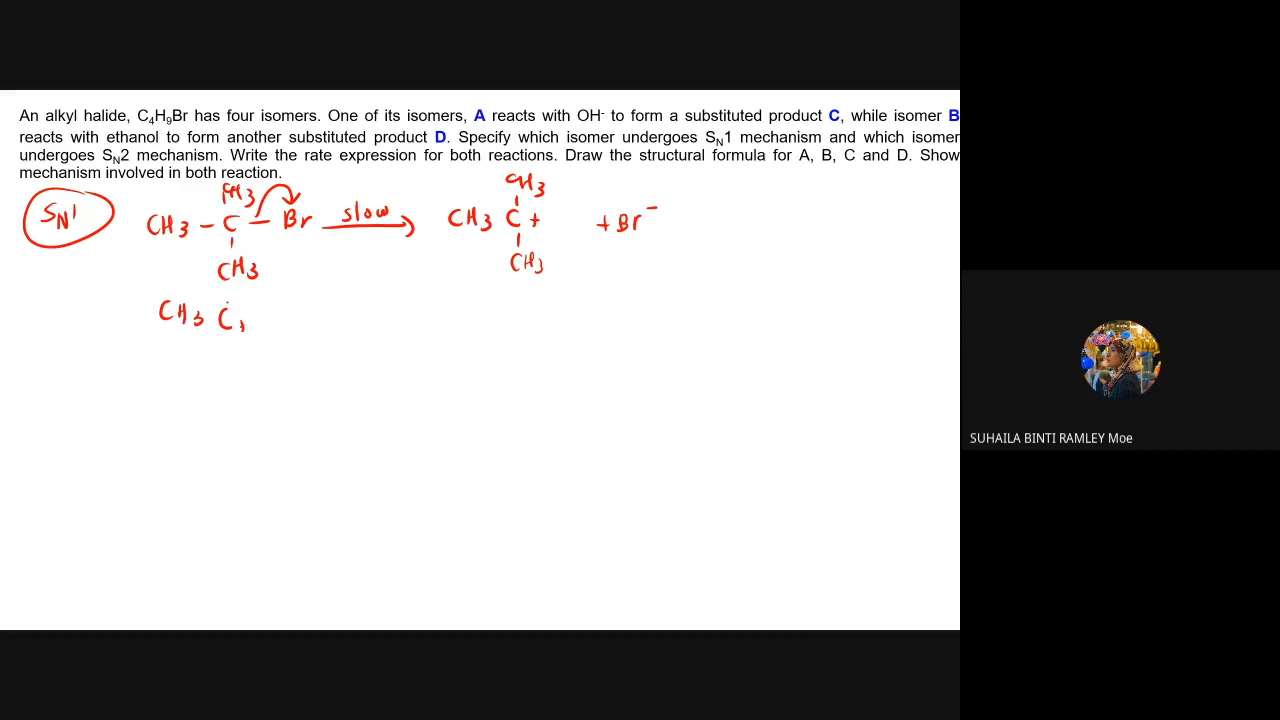 An alkyl halide, C₄H₉Br has four isomers. One of its isomers, A reacts with OH⁻ to form a substituted product C, while isomer B
reacts with ethanol to form another substituted product D. Specify which isomer undergoes SN1 mechanism and which isomer
undergoes SN2 mechanism. Write the rate expression for both reactions. Draw the structural formula for A, B, C and D. Show
mechanism involved in both reaction.
CH3 CH3
SN1 CH3 – C – Br slow CH3 C + + Br⁻
CH3 CH3
CH3 C
SUHAILA BINTI RAMLEY Moe